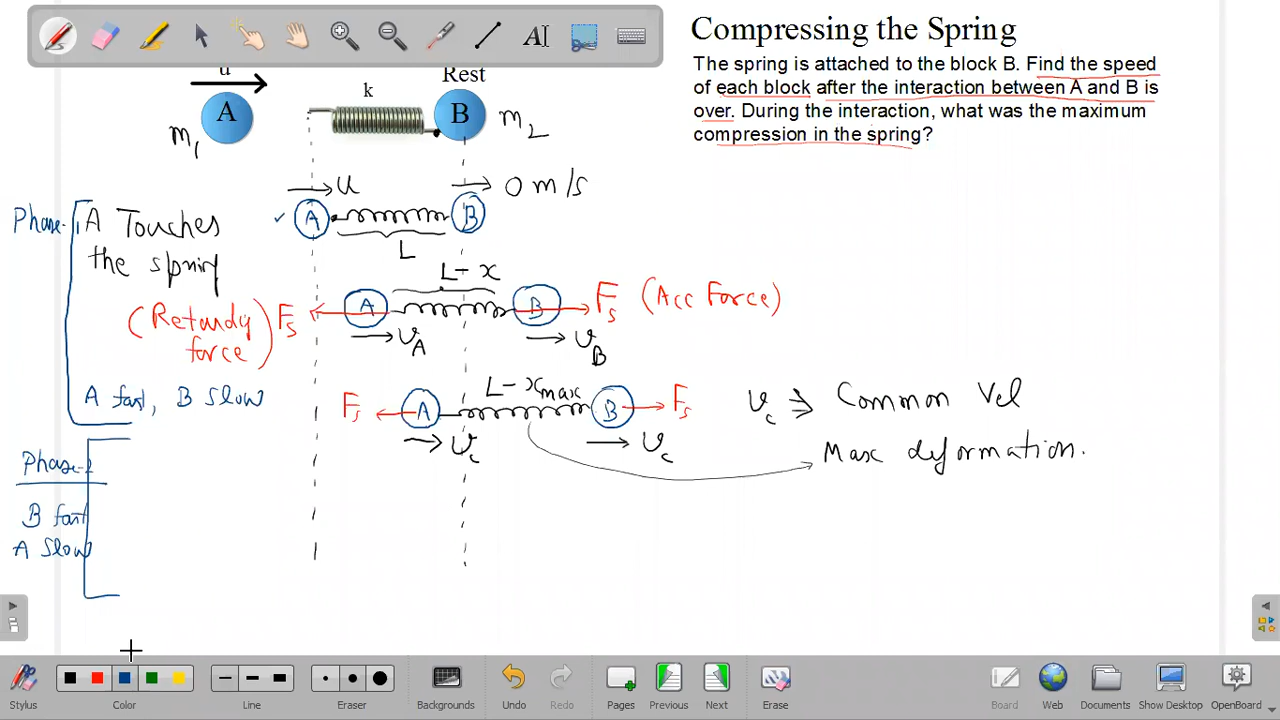 Compressing the Spring
The spring is attached to the block B. Find the speed
of each block after the interaction between A and B is
over. During the interaction, what was the maximum
compression in the spring?
u
Rest
k
A
B
m₁
m₂
u
0 m/s
A
B
L
Phase-1
A Touches
the spring
L - x
(Retardy
force)
Fs
A
B
Fs (Acc Force)
vA
vB
A fast, B slow
L - xmax
Fs
A
B
Fs
vc
vc
vc ⇒ Common Vel
Max deformation.
Phase-2
B fast
A slow
Stylus
Color
Line
Eraser
Backgrounds
Undo
Redo
Pages
Previous
Next
Erase
Board
Web
Documents
Show Desktop
OpenBoard